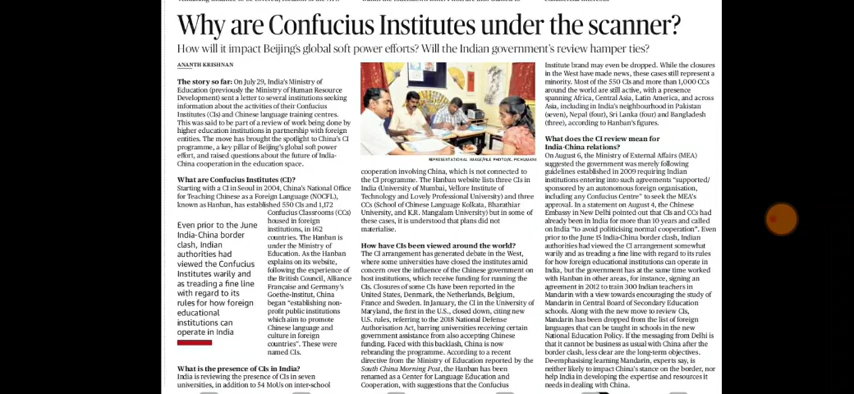 Why are Confucius Institutes under the scanner?
How will it impact Beijing's global soft power efforts? Will the Indian government's review hamper ties?
ANANTH KRISHNAN
The story so far: On July 29, India's Ministry of
Education (previously the Ministry of Human Resource
Development) sent a letter to several institutions seeking
information about the activities of their Confucius
Institutes (CIs) and Chinese language training centres.
This was said to be part of a review of work being done by
higher education institutions in partnership with foreign
entities. The move has brought the spotlight to China's CI
programme, a key pillar of Beijing's global soft power
effort, and raised questions about the future of India-
China cooperation in the education space.
What are Confucius Institutes (CI)?
Starting with a CI in Seoul in 2004, China's National Office
for Teaching Chinese as a Foreign Language (NOCFL),
known as Hanban, has established 550 CIs and 1,172
Confucius Classrooms (CCs)
housed in foreign
institutions, in 162
countries. The Hanban is
under the Ministry of
Education. As the Hanban
explains on its website,
following the experience of
the British Council, Alliance
Française and Germany's
Goethe-Institut, China
began "establishing non-
profit public institutions
which aim to promote
Chinese language and
culture in foreign
countries". These were
named CIs.
Even prior to the June
India-China border
clash, Indian
authorities had
viewed the Confucius
Institutes warily and
as treading a fine line
with regard to its
rules for how foreign
educational
institutions can
operate in India
What is the presence of CIs in India?
India is reviewing the presence of CIs in seven
universities, in addition to 54 MoUs on inter-school
REPRESENTATIONAL IMAGE/FILE PHOTO/K. PICHUMANI
cooperation involving China, which is not connected to
the CI programme. The Hanban website lists three CIs in
India (University of Mumbai, Vellore Institute of
Technology and Lovely Professional University) and three
CCs (School of Chinese Language Kolkata, Bharathiar
University, and K.R. Mangalam University) but in some of
these cases, it is understood that plans did not
materialise.
How have CIs been viewed around the world?
The CI arrangement has generated debate in the West,
where some universities have closed the institutes amid
concern over the influence of the Chinese government on
host institutions, which receive funding for running the
CIs. Closures of some CIs have been reported in the
United States, Denmark, the Netherlands, Belgium,
France and Sweden. In January, the CI in the University of
Maryland, the first in the U.S., closed down, citing new
U.S. rules, referring to the 2018 National Defense
Authorisation Act, barring universities receiving certain
government assistance from also accepting Chinese
funding. Faced with this backlash, China is now
rebranding the programme. According to a recent
directive from the Ministry of Education reported by the
South China Morning Post, the Hanban has been
renamed as a Center for Language Education and
Cooperation, with suggestions that the Confucius
Institute brand may even be dropped. While the closures
in the West have made news, these cases still represent a
minority. Most of the 550 CIs and more than 1,000 CCs
around the world are still active, with a presence
spanning Africa, Central Asia, Latin America, and across
Asia, including in India's neighbourhood in Pakistan
(seven), Nepal (four), Sri Lanka (four) and Bangladesh
(three), according to Hanban's figures.
What does the CI review mean for
India-China relations?
On August 6, the Ministry of External Affairs (MEA)
suggested the government was merely following
guidelines established in 2009 requiring Indian
institutions entering into such agreements "supported/
sponsored by an autonomous foreign organisation,
including any Confucius Centre" to seek the MEA's
approval. In a statement on August 4, the Chinese
Embassy in New Delhi pointed out that CIs and CCs had
already been in India for more than 10 years and called
on India "to avoid politicising normal cooperation". Even
prior to the June 15 India-China border clash, Indian
authorities had viewed the CI arrangement somewhat
warily and as treading a fine line with regard to its rules
for how foreign educational institutions can operate in
India, but the government has at the same time worked
with Hanban in other areas, for instance, signing an
agreement in 2012 to train 300 Indian teachers in
Mandarin with a view towards encouraging the study of
Mandarin in Central Board of Secondary Education
schools. Along with the new move to review CIs,
Mandarin has been dropped from the list of foreign
languages that can be taught in schools in the new
National Education Policy. If the messaging from Delhi is
that it cannot be business as usual with China after the
border clash, less clear are the long-term objectives.
Deemphasising learning Mandarin, experts say, is
neither likely to impact China's stance on the border, nor
help India in developing the expertise and resources it
needs in dealing with China.